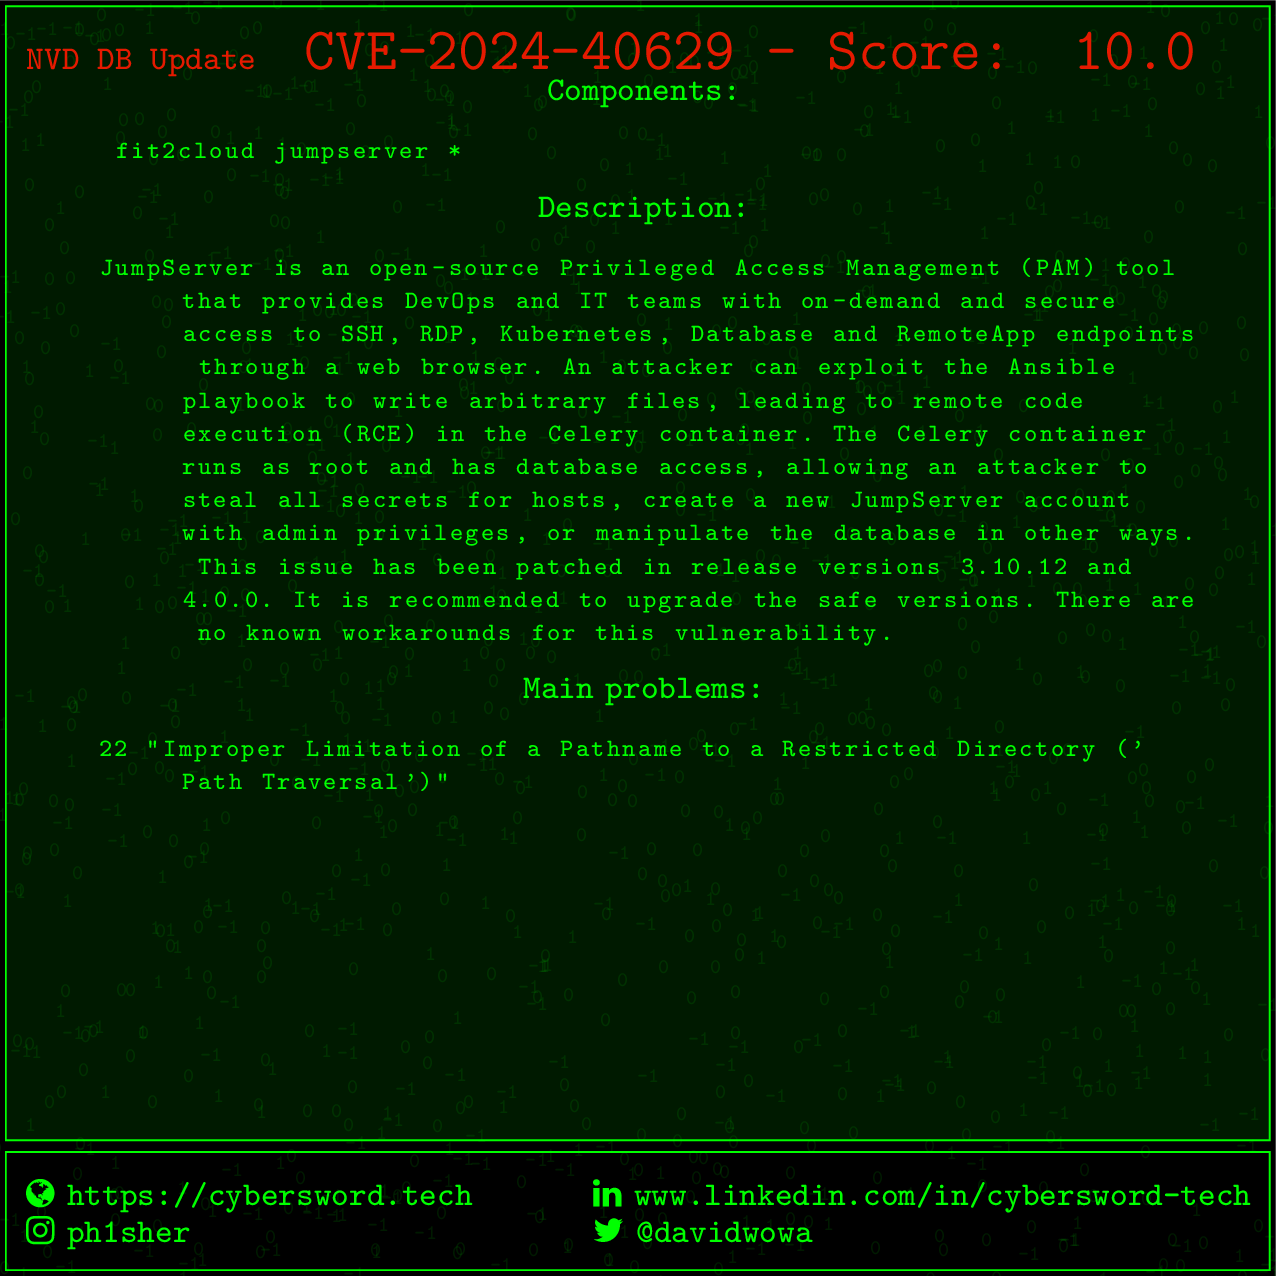 NVD DB Update CVE-2024-40629 - Score: 10.0
Components:
fit2cloud jumpserver *
Description:
JumpServer is an open-source Privileged Access Management (PAM) tool
that provides DevOps and IT teams with on-demand and secure
access to SSH, RDP, Kubernetes, Database and RemoteApp endpoints
through a web browser. An attacker can exploit the Ansible
playbook to write arbitrary files, leading to remote code
execution (RCE) in the Celery container. The Celery container
runs as root and has database access, allowing an attacker to
steal all secrets for hosts, create a new JumpServer account
with admin privileges, or manipulate the database in other ways.
This issue has been patched in release versions 3.10.12 and
4.0.0. It is recommended to upgrade the safe versions. There are
no known workarounds for this vulnerability.
Main problems:
22 "Improper Limitation of a Pathname to a Restricted Directory ('
Path Traversal')"
https://cybersword.tech www.linkedin.com/in/cybersword-tech
ph1sher @davidwowa